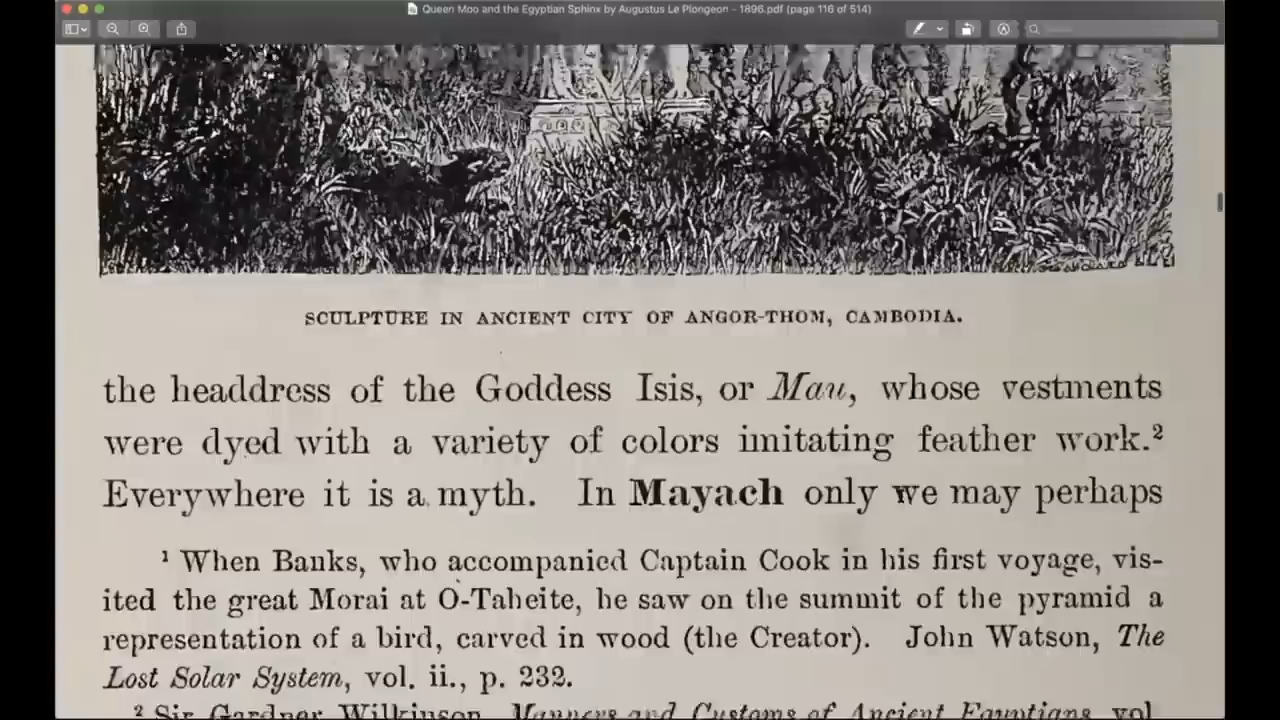 Queen Moo and the Egyptian Sphinx by Augustus Le Plongeon - 1896.pdf (page 116 of 514)
Search
SCULPTURE IN ANCIENT CITY OF ANGOR-THOM, CAMBODIA.
the headdress of the Goddess Isis, or Mau, whose vestments
were dyed with a variety of colors imitating feather work.²
Everywhere it is a myth. In Mayach only we may perhaps
¹ When Banks, who accompanied Captain Cook in his first voyage, vis-
ited the great Morai at O-Taheite, he saw on the summit of the pyramid a
representation of a bird, carved in wood (the Creator). John Watson, The
Lost Solar System, vol. ii., p. 232.
² Sir Gardner Wilkinson, Manners and Customs of Ancient Egyptians, vol.